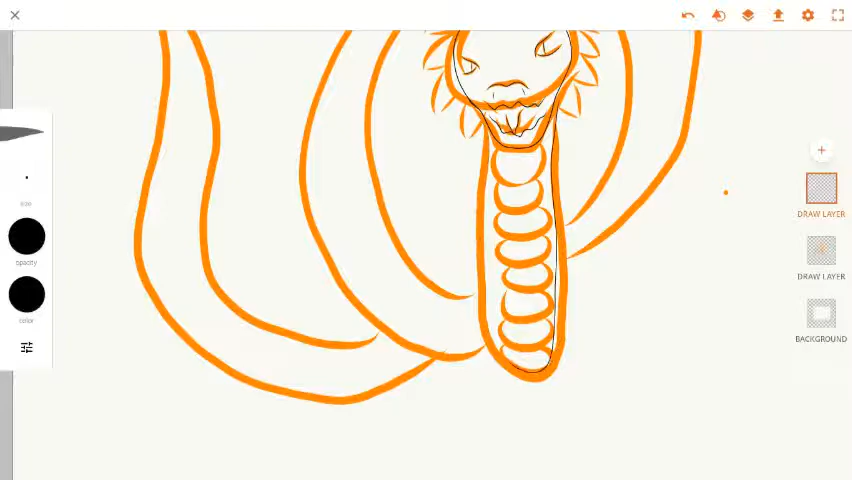 size
opacity
color
DRAW LAYER
DRAW LAYER
BACKGROUND